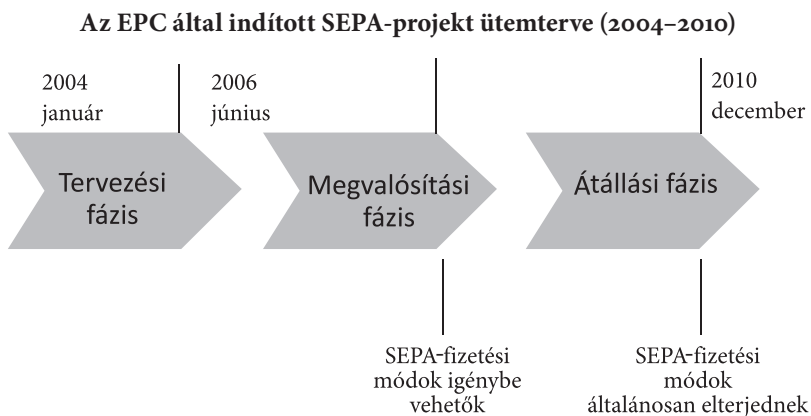 Az EPC által indított SEPA-projekt ütemterve (2004–2010)
2004
január
2006
június
2010
december
Tervezési
fázis
Megvalósítási
fázis
Átállási fázis
SEPA-fizetési
módok igénybe
vehetők
SEPA-fizetési
módok
általánosan elterjednek